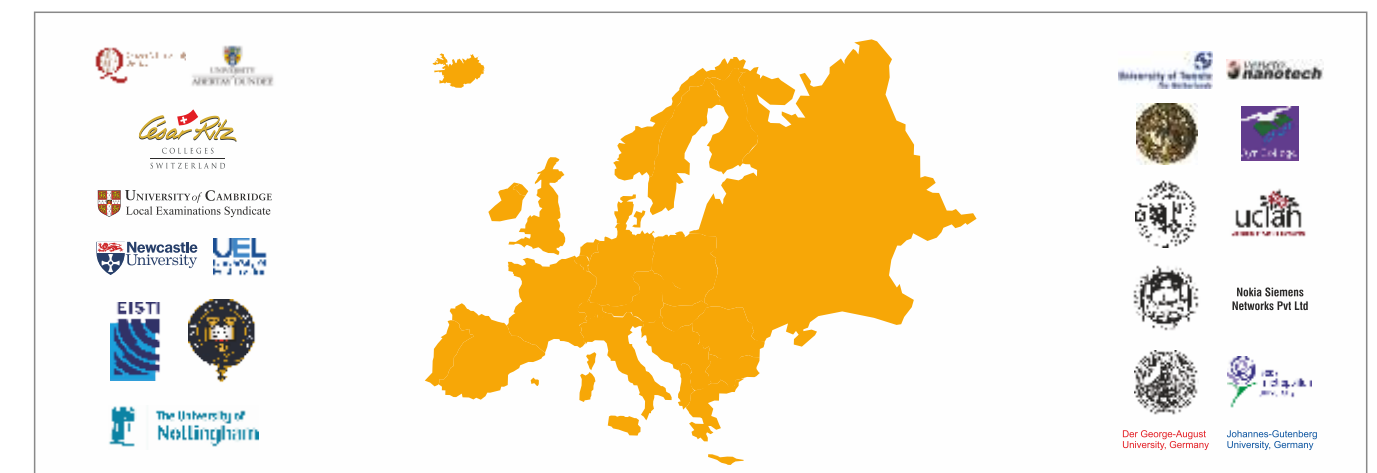 UNIVERSITY
ABERTAY DUNDEE
César Ritz
COLLEGES
SWITZERLAND
UNIVERSITY of CAMBRIDGE
Local Examinations Syndicate
Newcastle
University
UEL
EISTI
The University of
Nottingham
University of Twente
The Netherlands
nanotech
College
uclan
Nokia Siemens
Networks Pvt Ltd
Der George-August
University, Germany
Johannes-Gutenberg
University, Germany